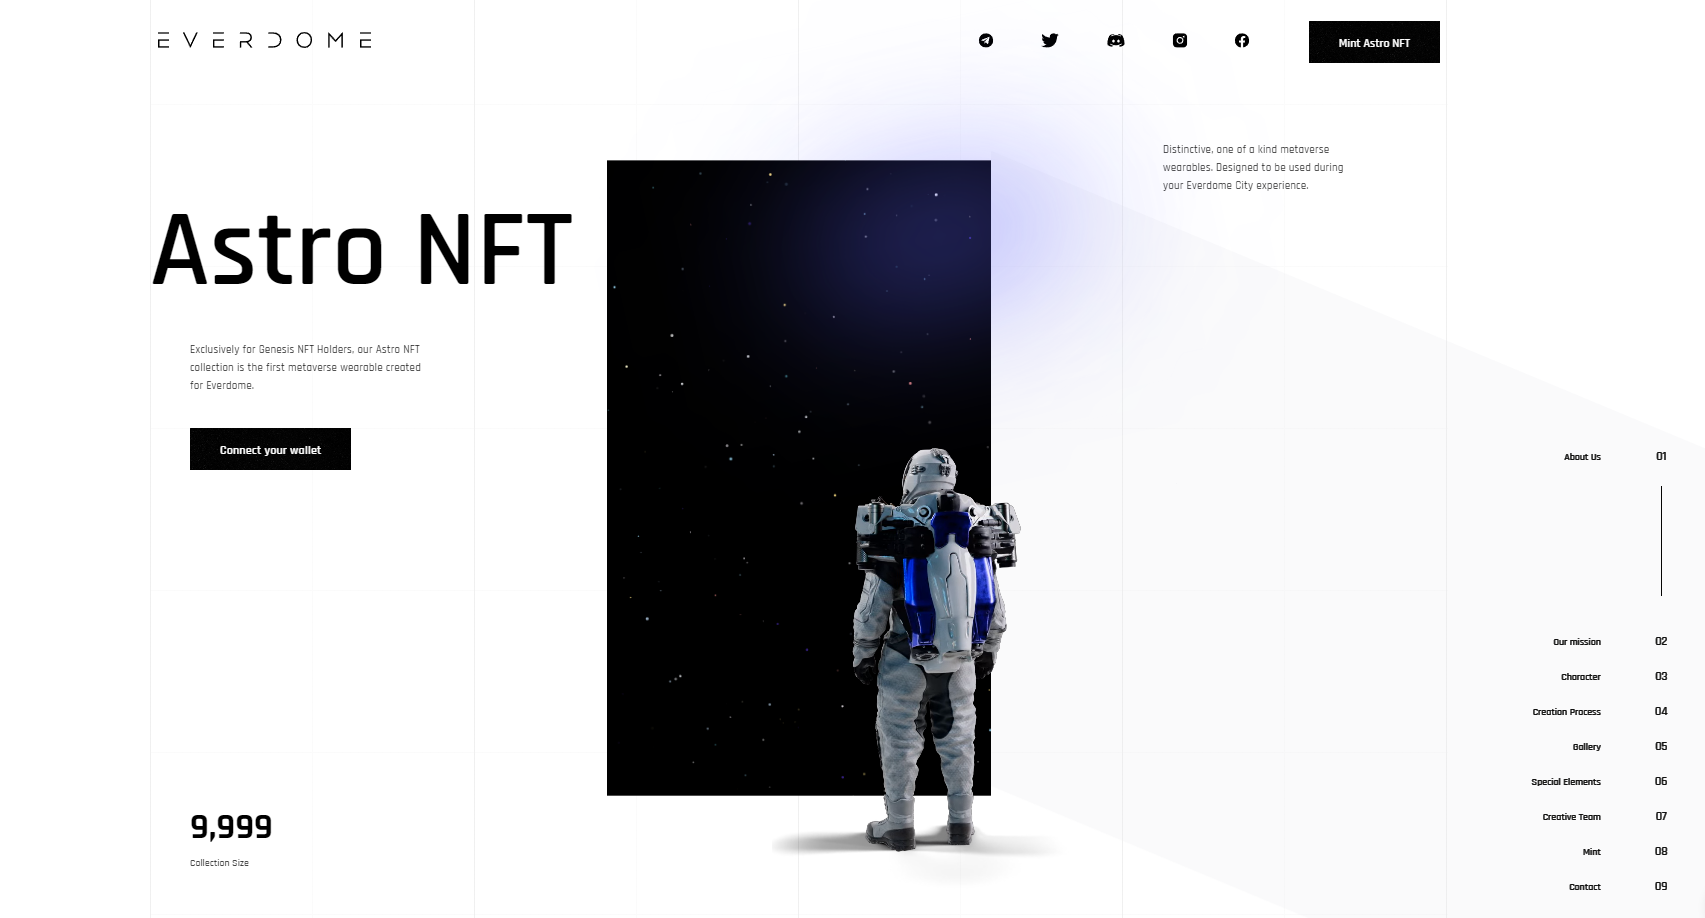 EVERDOME
Mint Astro NFT
Distinctive, one of a kind metaverse
wearables. Designed to be used during
your Everdome City experience.
Astro NFT
Exclusively for Genesis NFT Holders, our Astro NFT
collection is the first metaverse wearable created
for Everdome.
Connect your wallet
About Us 01
Our mission 02
Character 03
Creation Process 04
Gallery 05
Special Elements 06
Creative Team 07
Mint 08
Contact 09
9,999
Collection Size